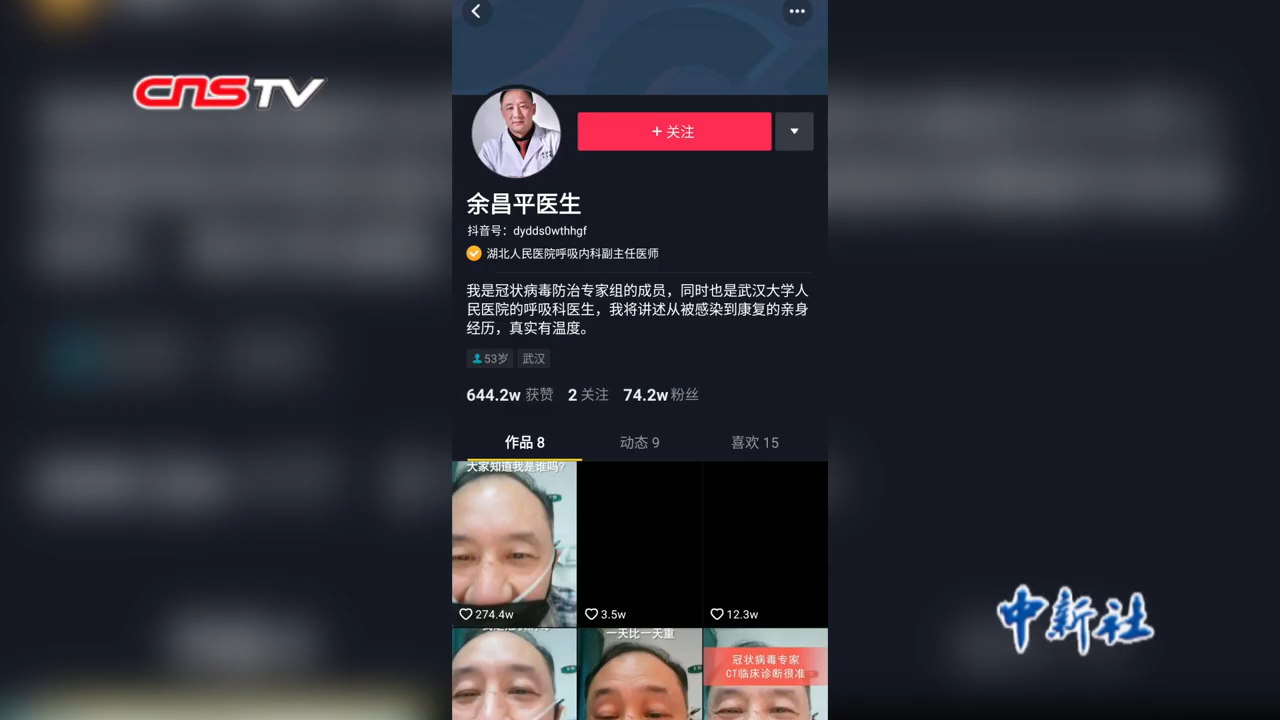 CNSTV
+ 关注
余昌平医生
抖音号：dydds0wthhgf
湖北人民医院呼吸内科副主任医师
我是冠状病毒防治专家组的成员，同时也是武汉大学人
民医院的呼吸科医生，我将讲述从被感染到康复的亲身
经历，真实有温度。
53岁 武汉
644.2w 获赞 2 关注 74.2w 粉丝
作品 8 动态 9 喜欢 15
大家知道我是谁吗?
274.4w 3.5w 12.3w
一天比一天重
冠状病毒专家
CT临床诊断很准
中新社